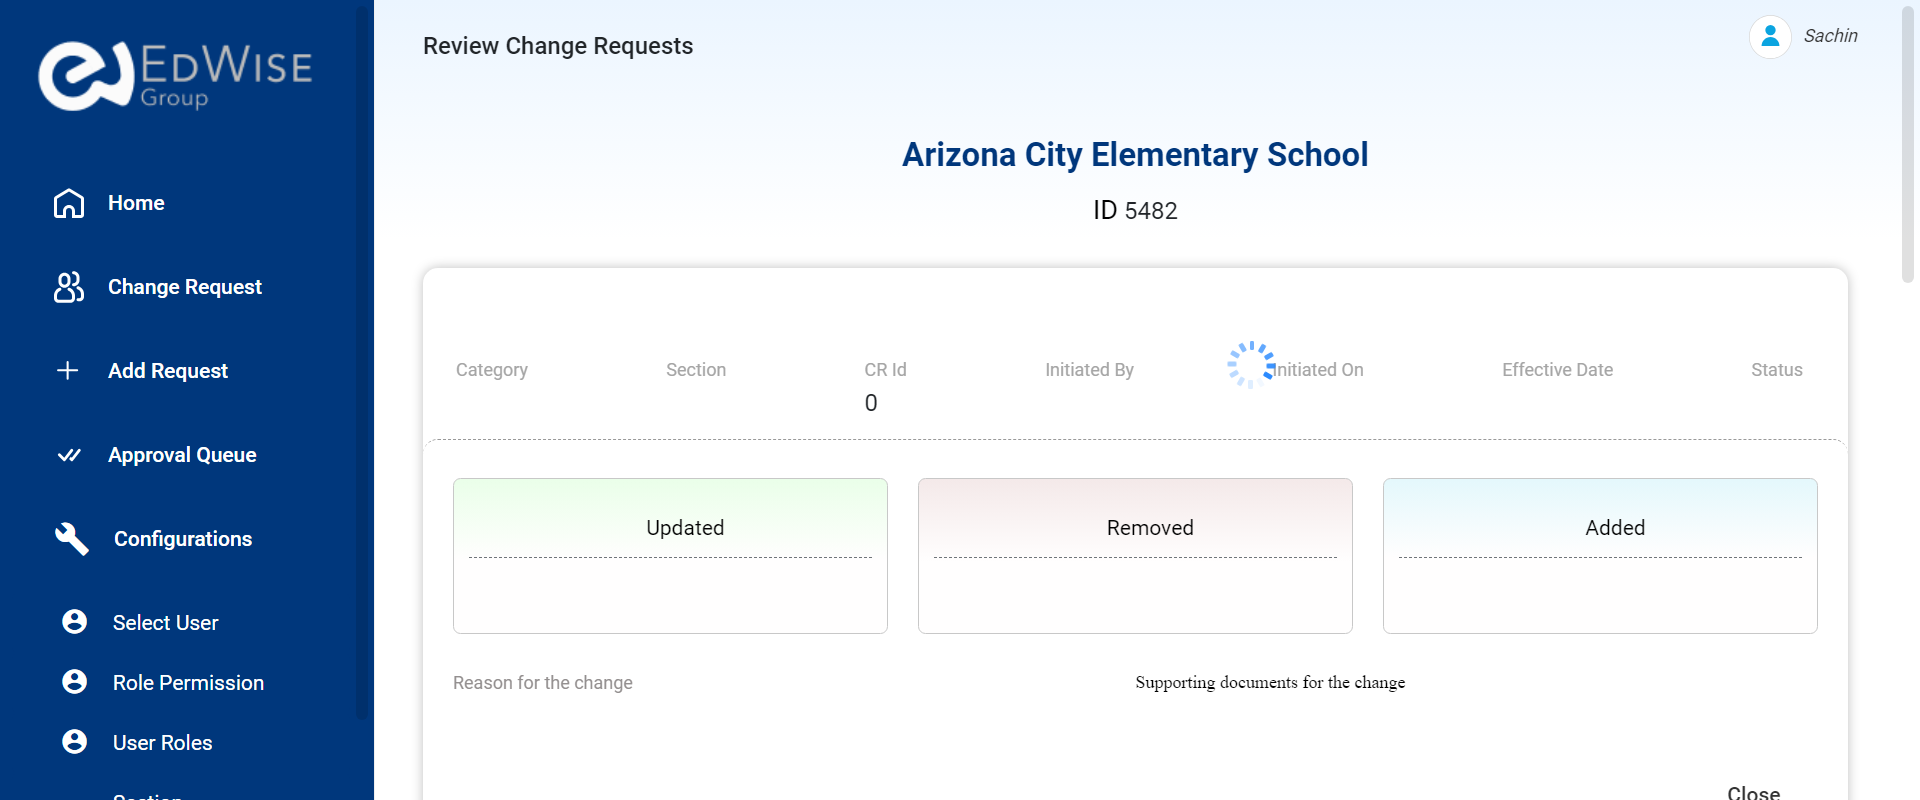 EDWISE
Group
Home
Change Request
Add Request
Approval Queue
Configurations
Select User
Role Permission
User Roles
Section
Review Change Requests
Sachin
Arizona City Elementary School
ID 5482
Category Section CR Id Initiated By Initiated On Effective Date Status
0
Updated Removed Added
Reason for the change Supporting documents for the change
Close